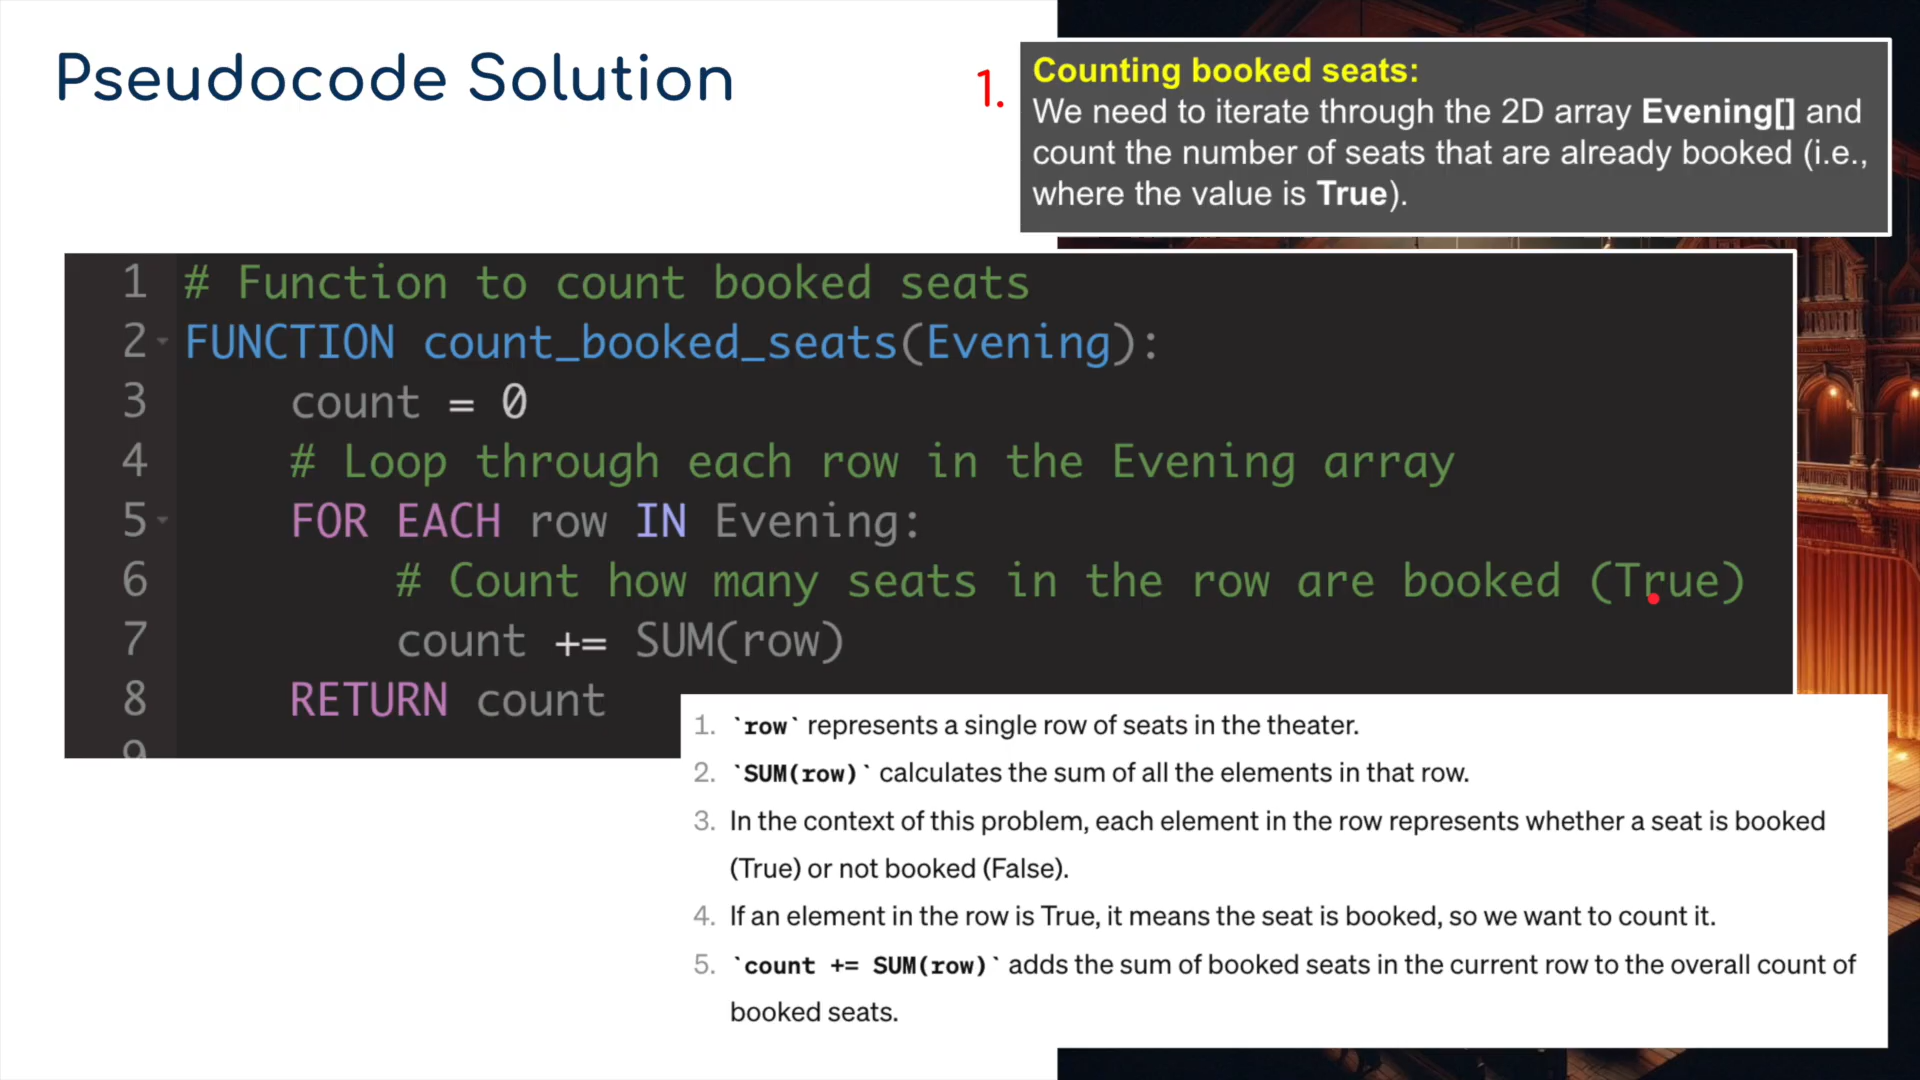 Pseudocode Solution
1.
Counting booked seats:
We need to iterate through the 2D array Evening[] and
count the number of seats that are already booked (i.e.,
where the value is True).
1 # Function to count booked seats
2 FUNCTION count_booked_seats(Evening):
3 count = 0
4 # Loop through each row in the Evening array
5 FOR EACH row IN Evening:
6 # Count how many seats in the row are booked (True)
7 count += SUM(row)
8 RETURN count
9
1. `row` represents a single row of seats in the theater.
2. `SUM(row)` calculates the sum of all the elements in that row.
3. In the context of this problem, each element in the row represents whether a seat is booked
(True) or not booked (False).
4. If an element in the row is True, it means the seat is booked, so we want to count it.
5. `count += SUM(row)` adds the sum of booked seats in the current row to the overall count of
booked seats.